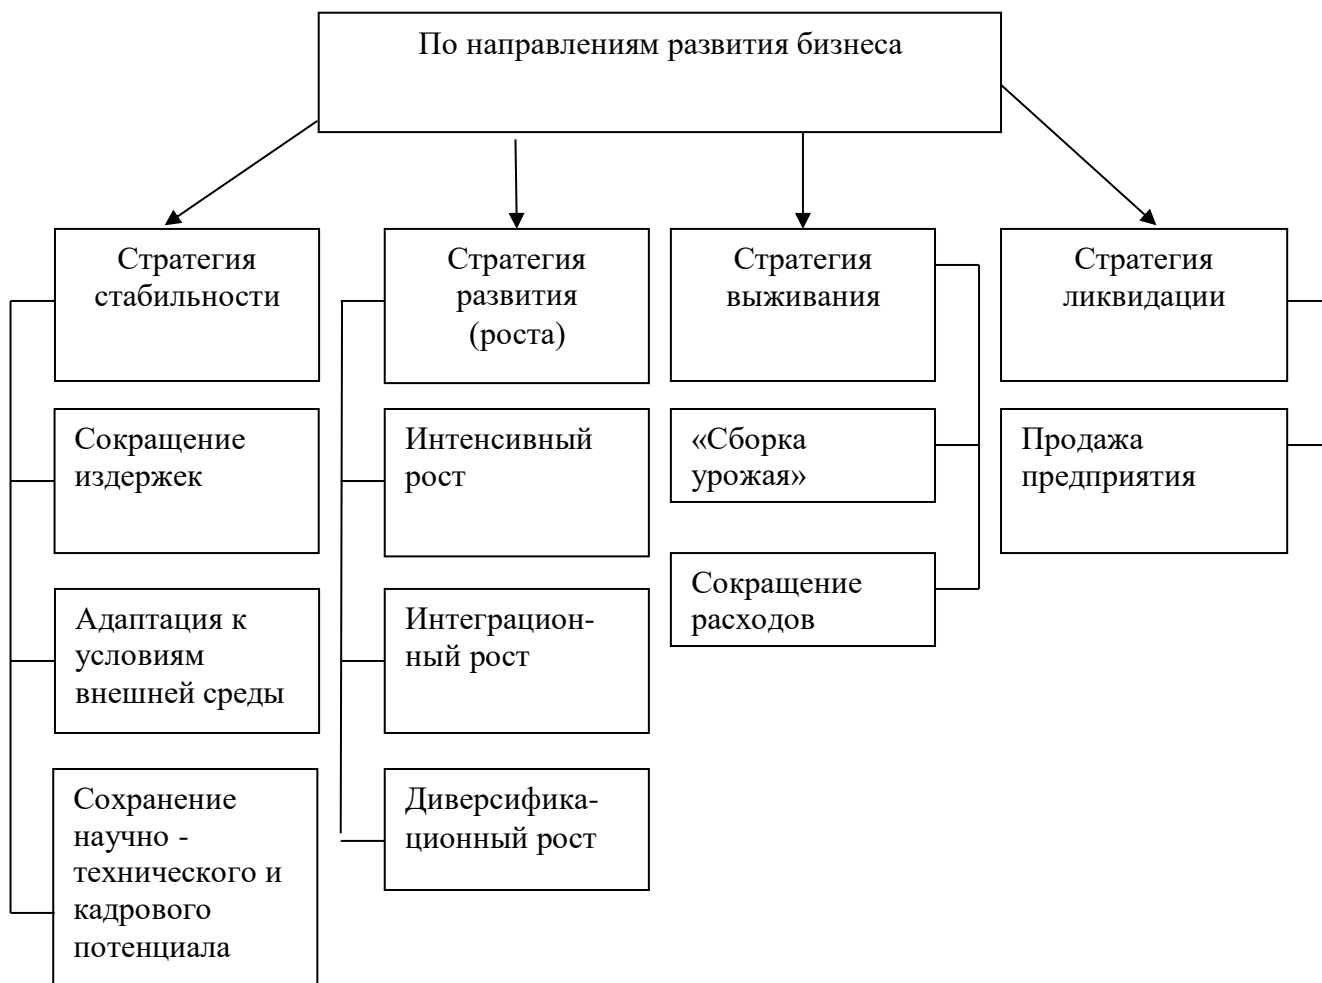 По направлениям развития бизнеса
Стратегия
стабильности
Стратегия
развития
(роста)
Стратегия
выживания
Стратегия
ликвидации
Сокращение
издержек
Интенсивный
рост
«Сборка
урожая»
Продажа
предприятия
Адаптация к
условиям
внешней среды
Интеграцион-
ный рост
Сокращение
расходов
Сохранение
научно -
технического и
кадрового
потенциала
Диверсифика-
ционный рост